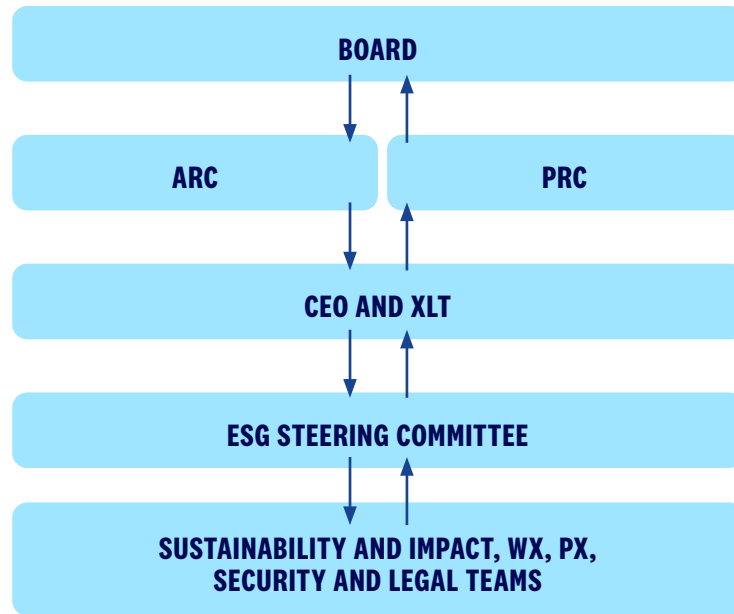 BOARD
ARC
PRC
CEO AND XLT
ESG STEERING COMMITTEE
SUSTAINABILITY AND IMPACT, WX, PX,
SECURITY AND LEGAL TEAMS